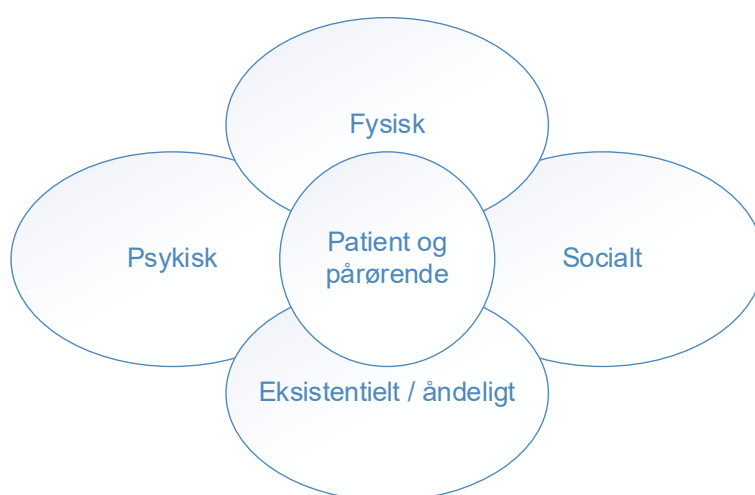 Fysisk
Psykisk
Patient og
pårørende
Socialt
Eksistentielt / åndeligt